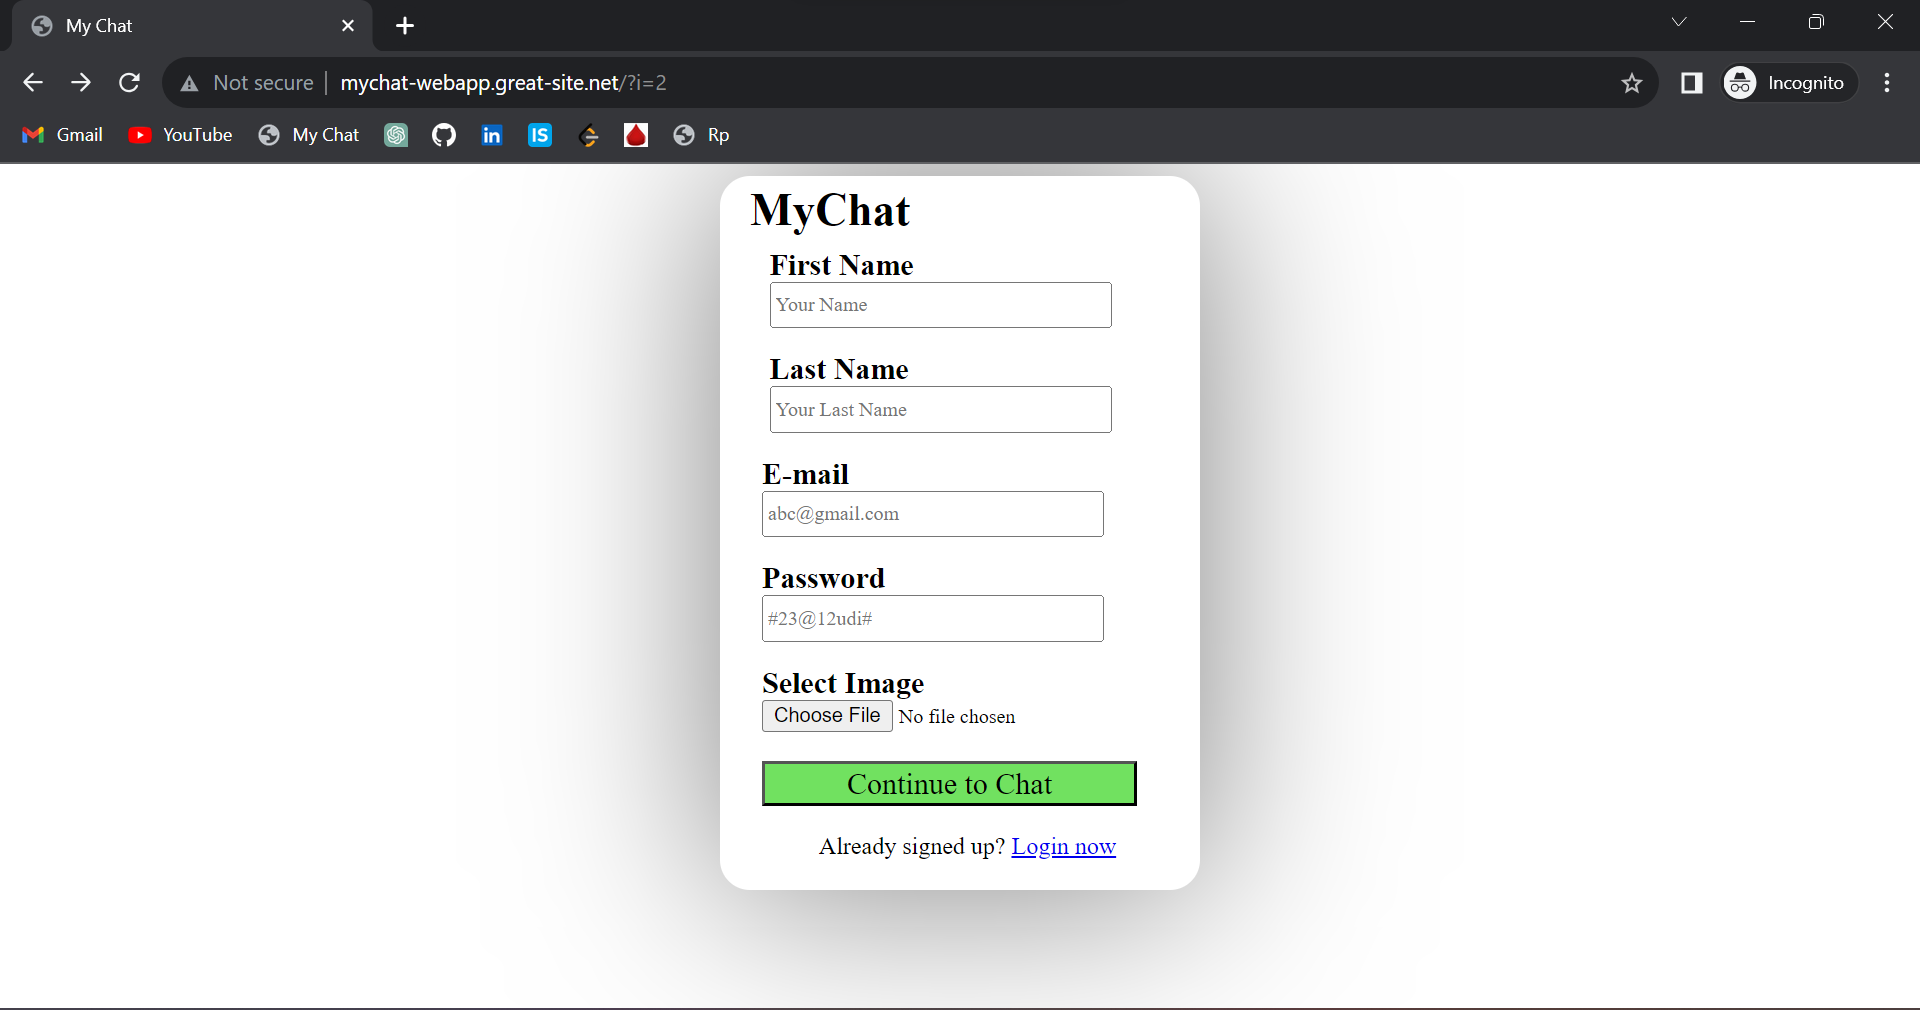 My Chat
Not secure mychat-webapp.great-site.net/?i=2 Incognito
Gmail YouTube My Chat in IS Rp
MyChat
First Name
Your Name
Last Name
Your Last Name
E-mail
abc@gmail.com
Password
#23@12udi#
Select Image
Choose File No file chosen
Continue to Chat
Already signed up? Login now